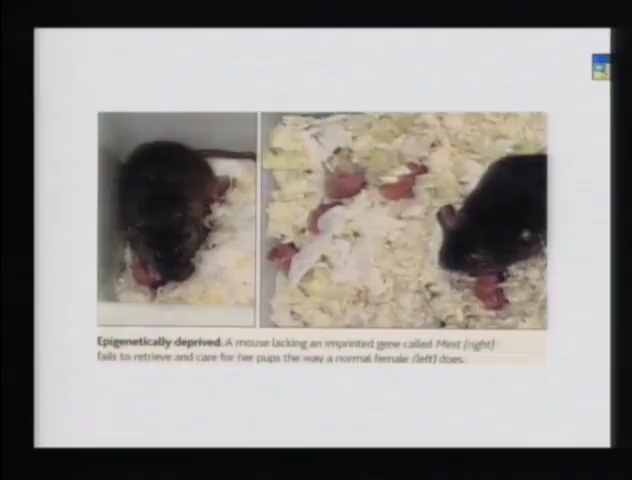 Epigenetically deprived. A mouse lacking an imprinted gene called Mest (right)
fails to retrieve and care for her pups the way a normal female (left) does.